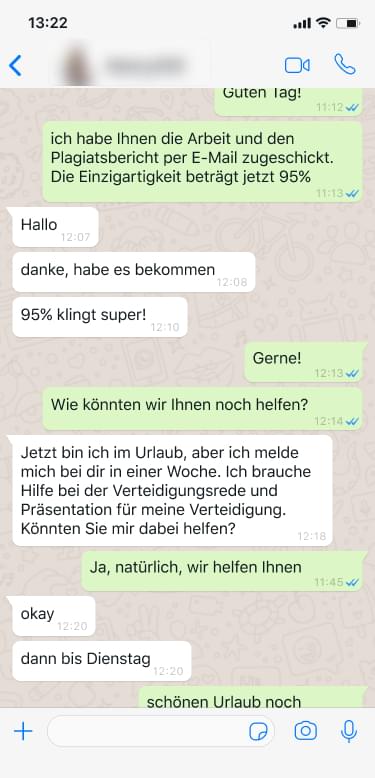 13:22
Guten Tag!
11:12
ich habe Ihnen die Arbeit und den
Plagiatsbericht per E-Mail zugeschickt.
Die Einzigartigkeit beträgt jetzt 95%
11:13
Hallo
12:07
danke, habe es bekommen
12:08
95% klingt super!
12:10
Gerne!
12:13
Wie könnten wir Ihnen noch helfen?
12:14
Jetzt bin ich im Urlaub, aber ich melde
mich bei dir in einer Woche. Ich brauche
Hilfe bei der Verteidigungsrede und
Präsentation für meine Verteidigung.
Könnten Sie mir dabei helfen?
12:18
Ja, natürlich, wir helfen Ihnen
11:45
okay
12:20
dann bis Dienstag
12:20
schönen Urlaub noch